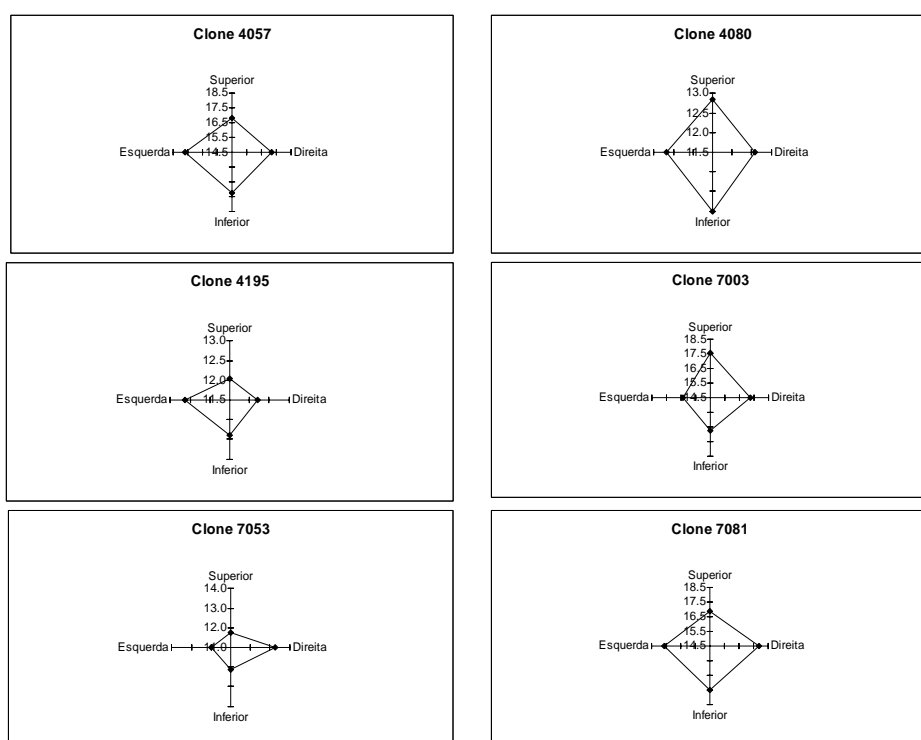 Clone 4057
Superior
18.5
17.5
16.5
15.5
14.5
Esquerda
Direita
Inferior
Clone 4080
Superior
13.0
12.5
12.0
11.5
Esquerda
Direita
Inferior
Clone 4195
Superior
13.0
12.5
12.0
11.5
Esquerda
Direita
Inferior
Clone 7003
Superior
18.5
17.5
16.5
15.5
14.5
Esquerda
Direita
Inferior
Clone 7053
Superior
14.0
13.0
12.0
11.0
Esquerda
Direita
Inferior
Clone 7081
Superior
18.5
17.5
16.5
15.5
14.5
Esquerda
Direita
Inferior